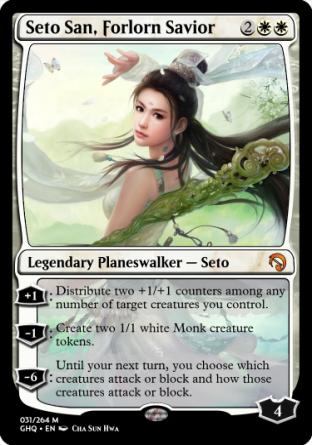 Seto San, Forlorn Savior 2
Legendary Planeswalker — Seto
+1: Distribute two +1/+1 counters among any
number of target creatures you control.
-1: Create two 1/1 white Monk creature
tokens.
-6: Until your next turn, you choose which
creatures attack or block and how those
creatures attack or block.
4
031/264 M
GHQ • EN Cha Sun Hwa